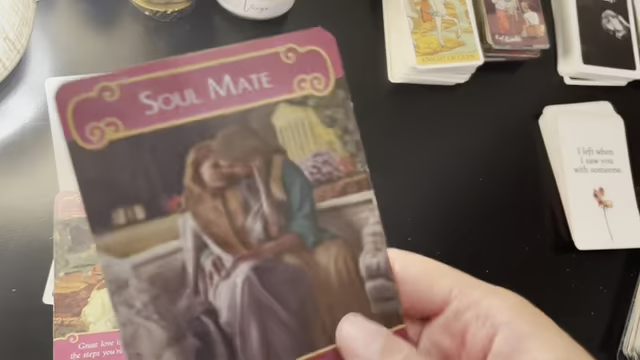 SOUL MATE
I left when
I saw you
with someone.
Great love i
the steps you'r